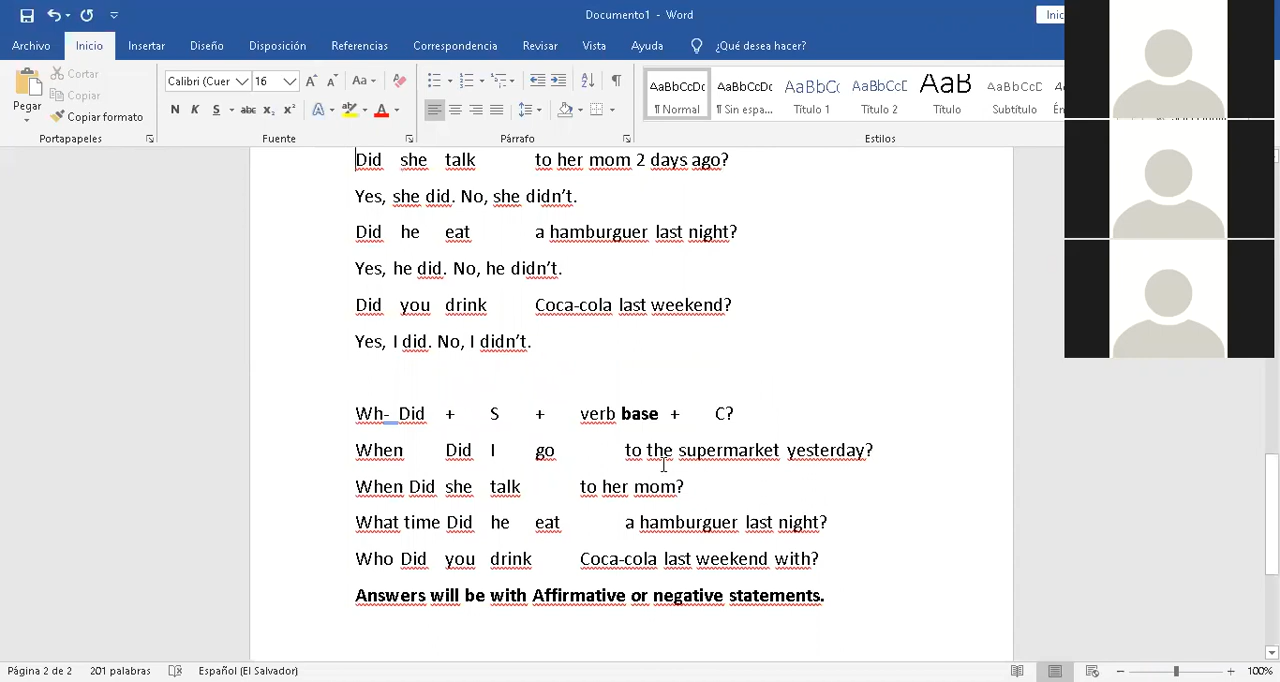 Documento1 - Word
Inic
Archivo Inicio Insertar Diseño Disposición Referencias Correspondencia Revisar Vista Ayuda ¿Qué desea hacer?
Pegar
Cortar
Copiar
Copiar formato
Portapapeles
Calibri (Cuer 16
Aa
N K S abc x₂ x² A A
Fuente
Párrafo
AaBbCcDc AaBbCcDc AaBbCc AaBbCcD AaB AaBbCcD
¶ Normal ¶ Sin espa... Título 1 Título 2 Título Subtítulo
Estilos
Did she talk to her mom 2 days ago?
Yes, she did. No, she didn't.
Did he eat a hamburguer last night?
Yes, he did. No, he didn't.
Did you drink Coca-cola last weekend?
Yes, I did. No, I didn't.
Wh- Did + S + verb base + C?
When Did I go to the supermarket yesterday?
When Did she talk to her mom?
What time Did he eat a hamburguer last night?
Who Did you drink Coca-cola last weekend with?
Answers will be with Affirmative or negative statements.
Página 2 de 2 201 palabras Español (El Salvador) 100%